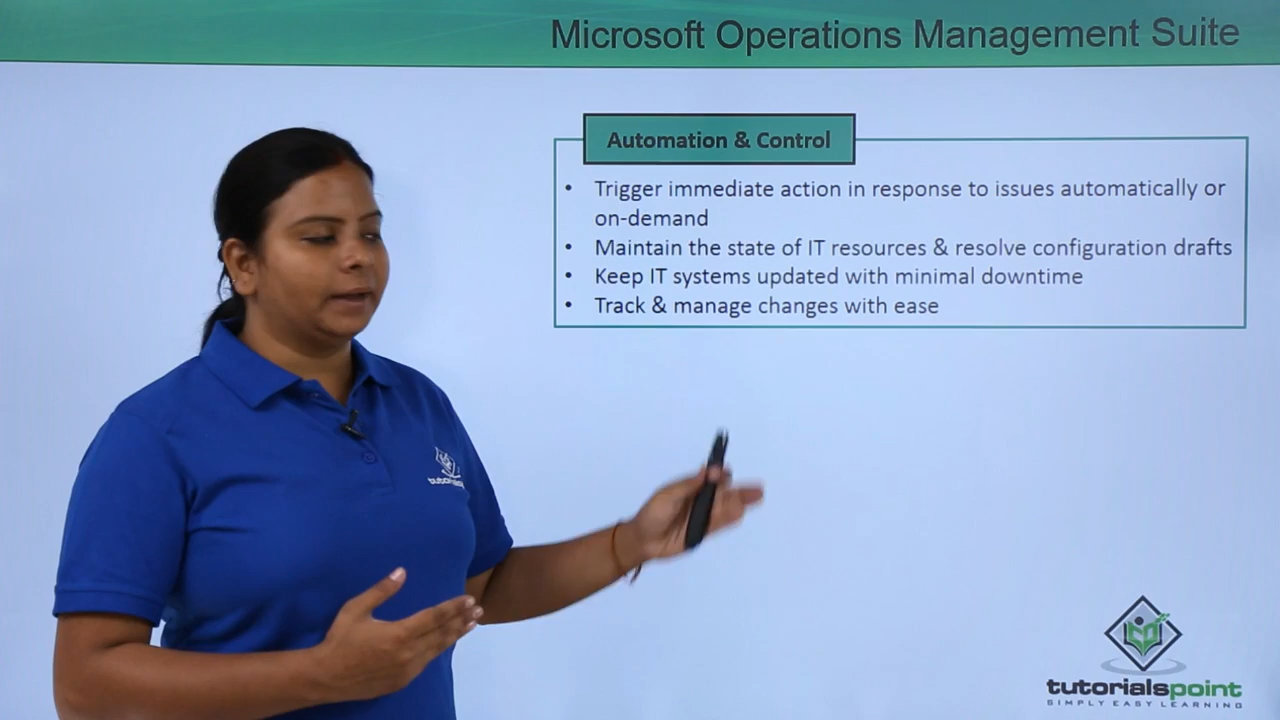 Microsoft Operations Management Suite
Automation & Control
• Trigger immediate action in response to issues automatically or
on-demand
• Maintain the state of IT resources & resolve configuration drafts
• Keep IT systems updated with minimal downtime
• Track & manage changes with ease
tutorialspoint
SIMPLY EASY LEARNING